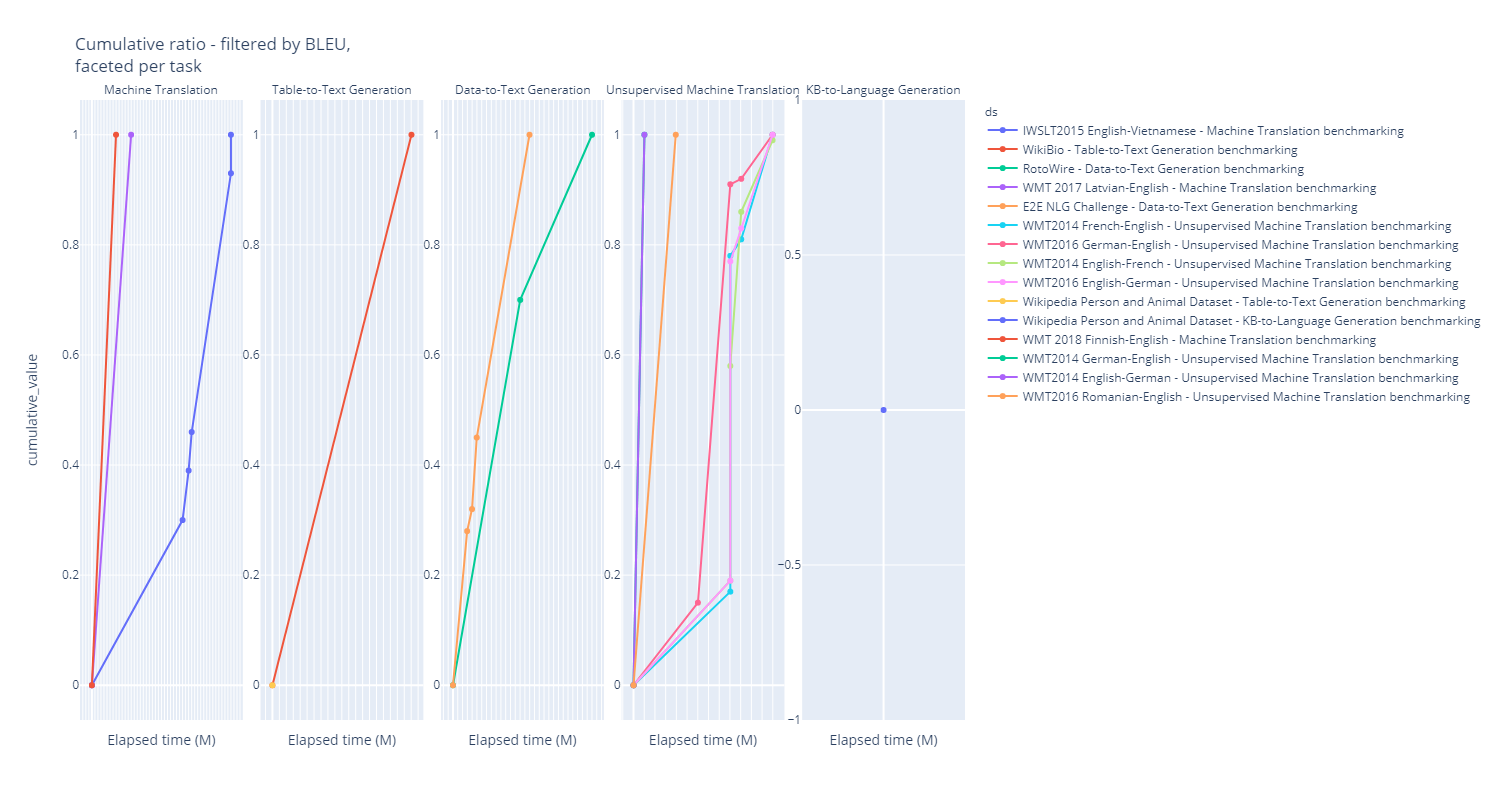 Cumulative ratio - filtered by BLEU,
faceted per task
Machine Translation
Table-to-Text Generation
Data-to-Text Generation
Unsupervised Machine Translation
KB-to-Language Generation
cumulative_value
1
0.8
0.6
0.4
0.2
0
Elapsed time (M)
1
0.8
0.6
0.4
0.2
0
Elapsed time (M)
1
0.8
0.6
0.4
0.2
0
Elapsed time (M)
1
0.8
0.6
0.4
0.2
0
Elapsed time (M)
1
0.5
0
−0.5
−1
Elapsed time (M)
ds
IWSLT2015 English-Vietnamese - Machine Translation benchmarking
WikiBio - Table-to-Text Generation benchmarking
RotoWire - Data-to-Text Generation benchmarking
WMT 2017 Latvian-English - Machine Translation benchmarking
E2E NLG Challenge - Data-to-Text Generation benchmarking
WMT2014 French-English - Unsupervised Machine Translation benchmarking
WMT2016 German-English - Unsupervised Machine Translation benchmarking
WMT2014 English-French - Unsupervised Machine Translation benchmarking
WMT2016 English-German - Unsupervised Machine Translation benchmarking
Wikipedia Person and Animal Dataset - Table-to-Text Generation benchmarking
Wikipedia Person and Animal Dataset - KB-to-Language Generation benchmarking
WMT 2018 Finnish-English - Machine Translation benchmarking
WMT2014 German-English - Unsupervised Machine Translation benchmarking
WMT2014 English-German - Unsupervised Machine Translation benchmarking
WMT2016 Romanian-English - Unsupervised Machine Translation benchmarking